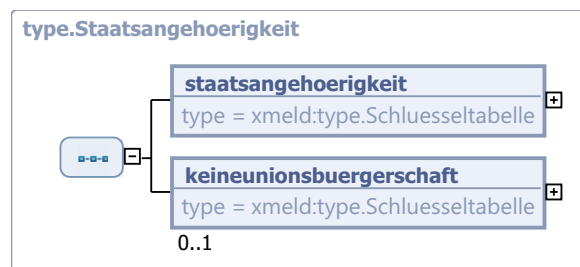 type.Staatsangehoerigkeit
staatsangehoerigkeit
type = xmeld:type.Schluesseltabelle
keineunionsbuergerschaft
type = xmeld:type.Schluesseltabelle
0..1